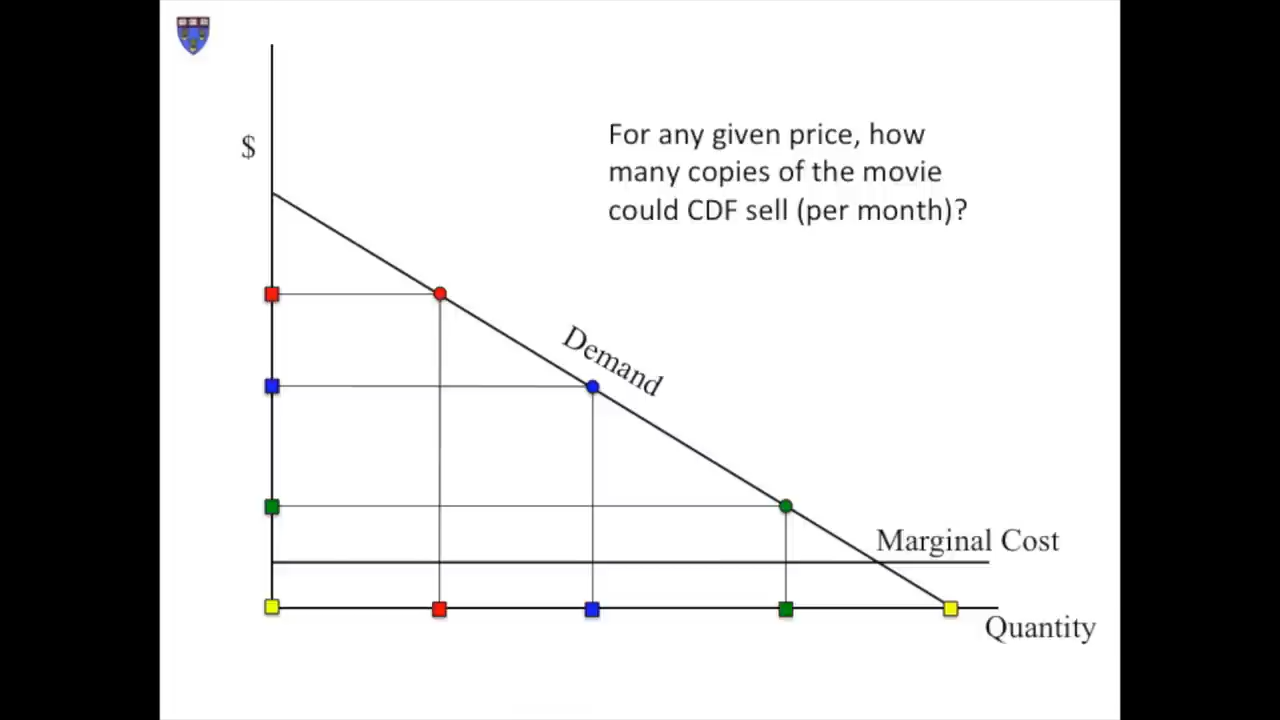 $
For any given price, how
many copies of the movie
could CDF sell (per month)?
Demand
Marginal Cost
Quantity